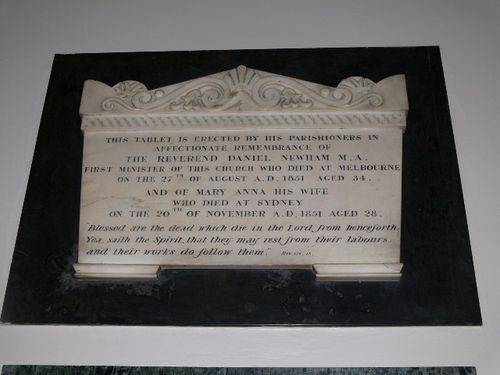 THIS TABLET IS ERECTED BY HIS PARISHIONERS IN
AFFECTIONATE REMEMBRANCE OF
THE REVEREND DANIEL NEWHAM M.A.
FIRST MINISTER OF THIS CHURCH WHO DIED AT MELBOURNE
ON THE 27TH OF AUGUST A.D. 1851 AGED 34.
AND OF MARY ANNA HIS WIFE
WHO DIED AT SYDNEY
ON THE 20TH OF NOVEMBER A.D. 1851 AGED 28.
"Blessed are the dead which die in the Lord from henceforth:
Yea, saith the Spirit, that they may rest from their labours;
and their works do follow them."